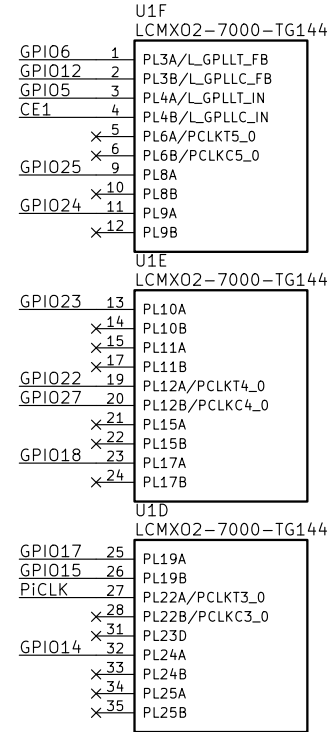 U1F
LCMXO2-7000-TG144
GPIO6 1 PL3A/L_GPLLT_FB
GPIO12 2 PL3B/L_GPLLC_FB
GPIO5 3 PL4A/L_GPLLT_IN
CE1 4 PL4B/L_GPLLC_IN
5 PL6A/PCLKT5_0
6 PL6B/PCLKC5_0
GPIO25 9 PL8A
10 PL8B
GPIO24 11 PL9A
12 PL9B
U1E
LCMXO2-7000-TG144
GPIO23 13 PL10A
14 PL10B
15 PL11A
17 PL11B
GPIO22 19 PL12A/PCLKT4_0
GPIO27 20 PL12B/PCLKC4_0
21 PL15A
22 PL15B
GPIO18 23 PL17A
24 PL17B
U1D
LCMXO2-7000-TG144
GPIO17 25 PL19A
GPIO15 26 PL19B
PiCLK 27 PL22A/PCLKT3_0
28 PL22B/PCLKC3_0
31 PL23D
GPIO14 32 PL24A
33 PL24B
34 PL25A
35 PL25B